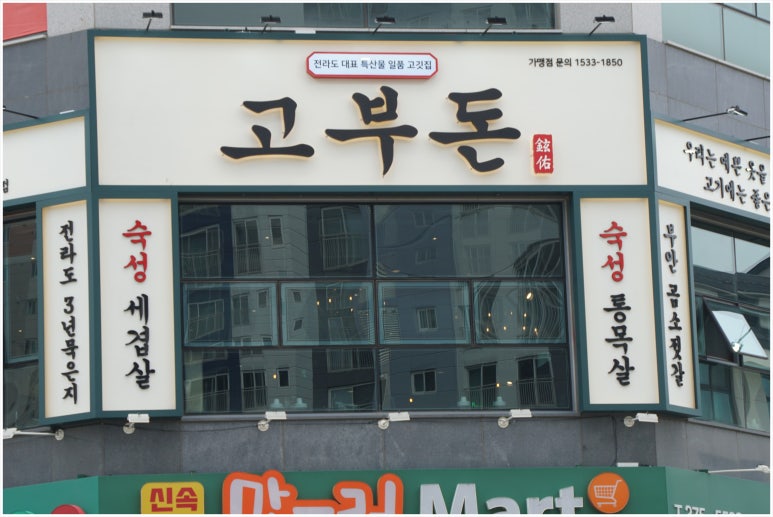 전라도 대표 특산물 일품 고깃집
가맹점 문의 1533-1850
고부돈
鉉佑
우리는 예쁜 옷을
고기에는 좋은
전라도 3년묵은지
숙성 세겹살
숙성 통목살
부안 곰소젓갈
신속
Mart